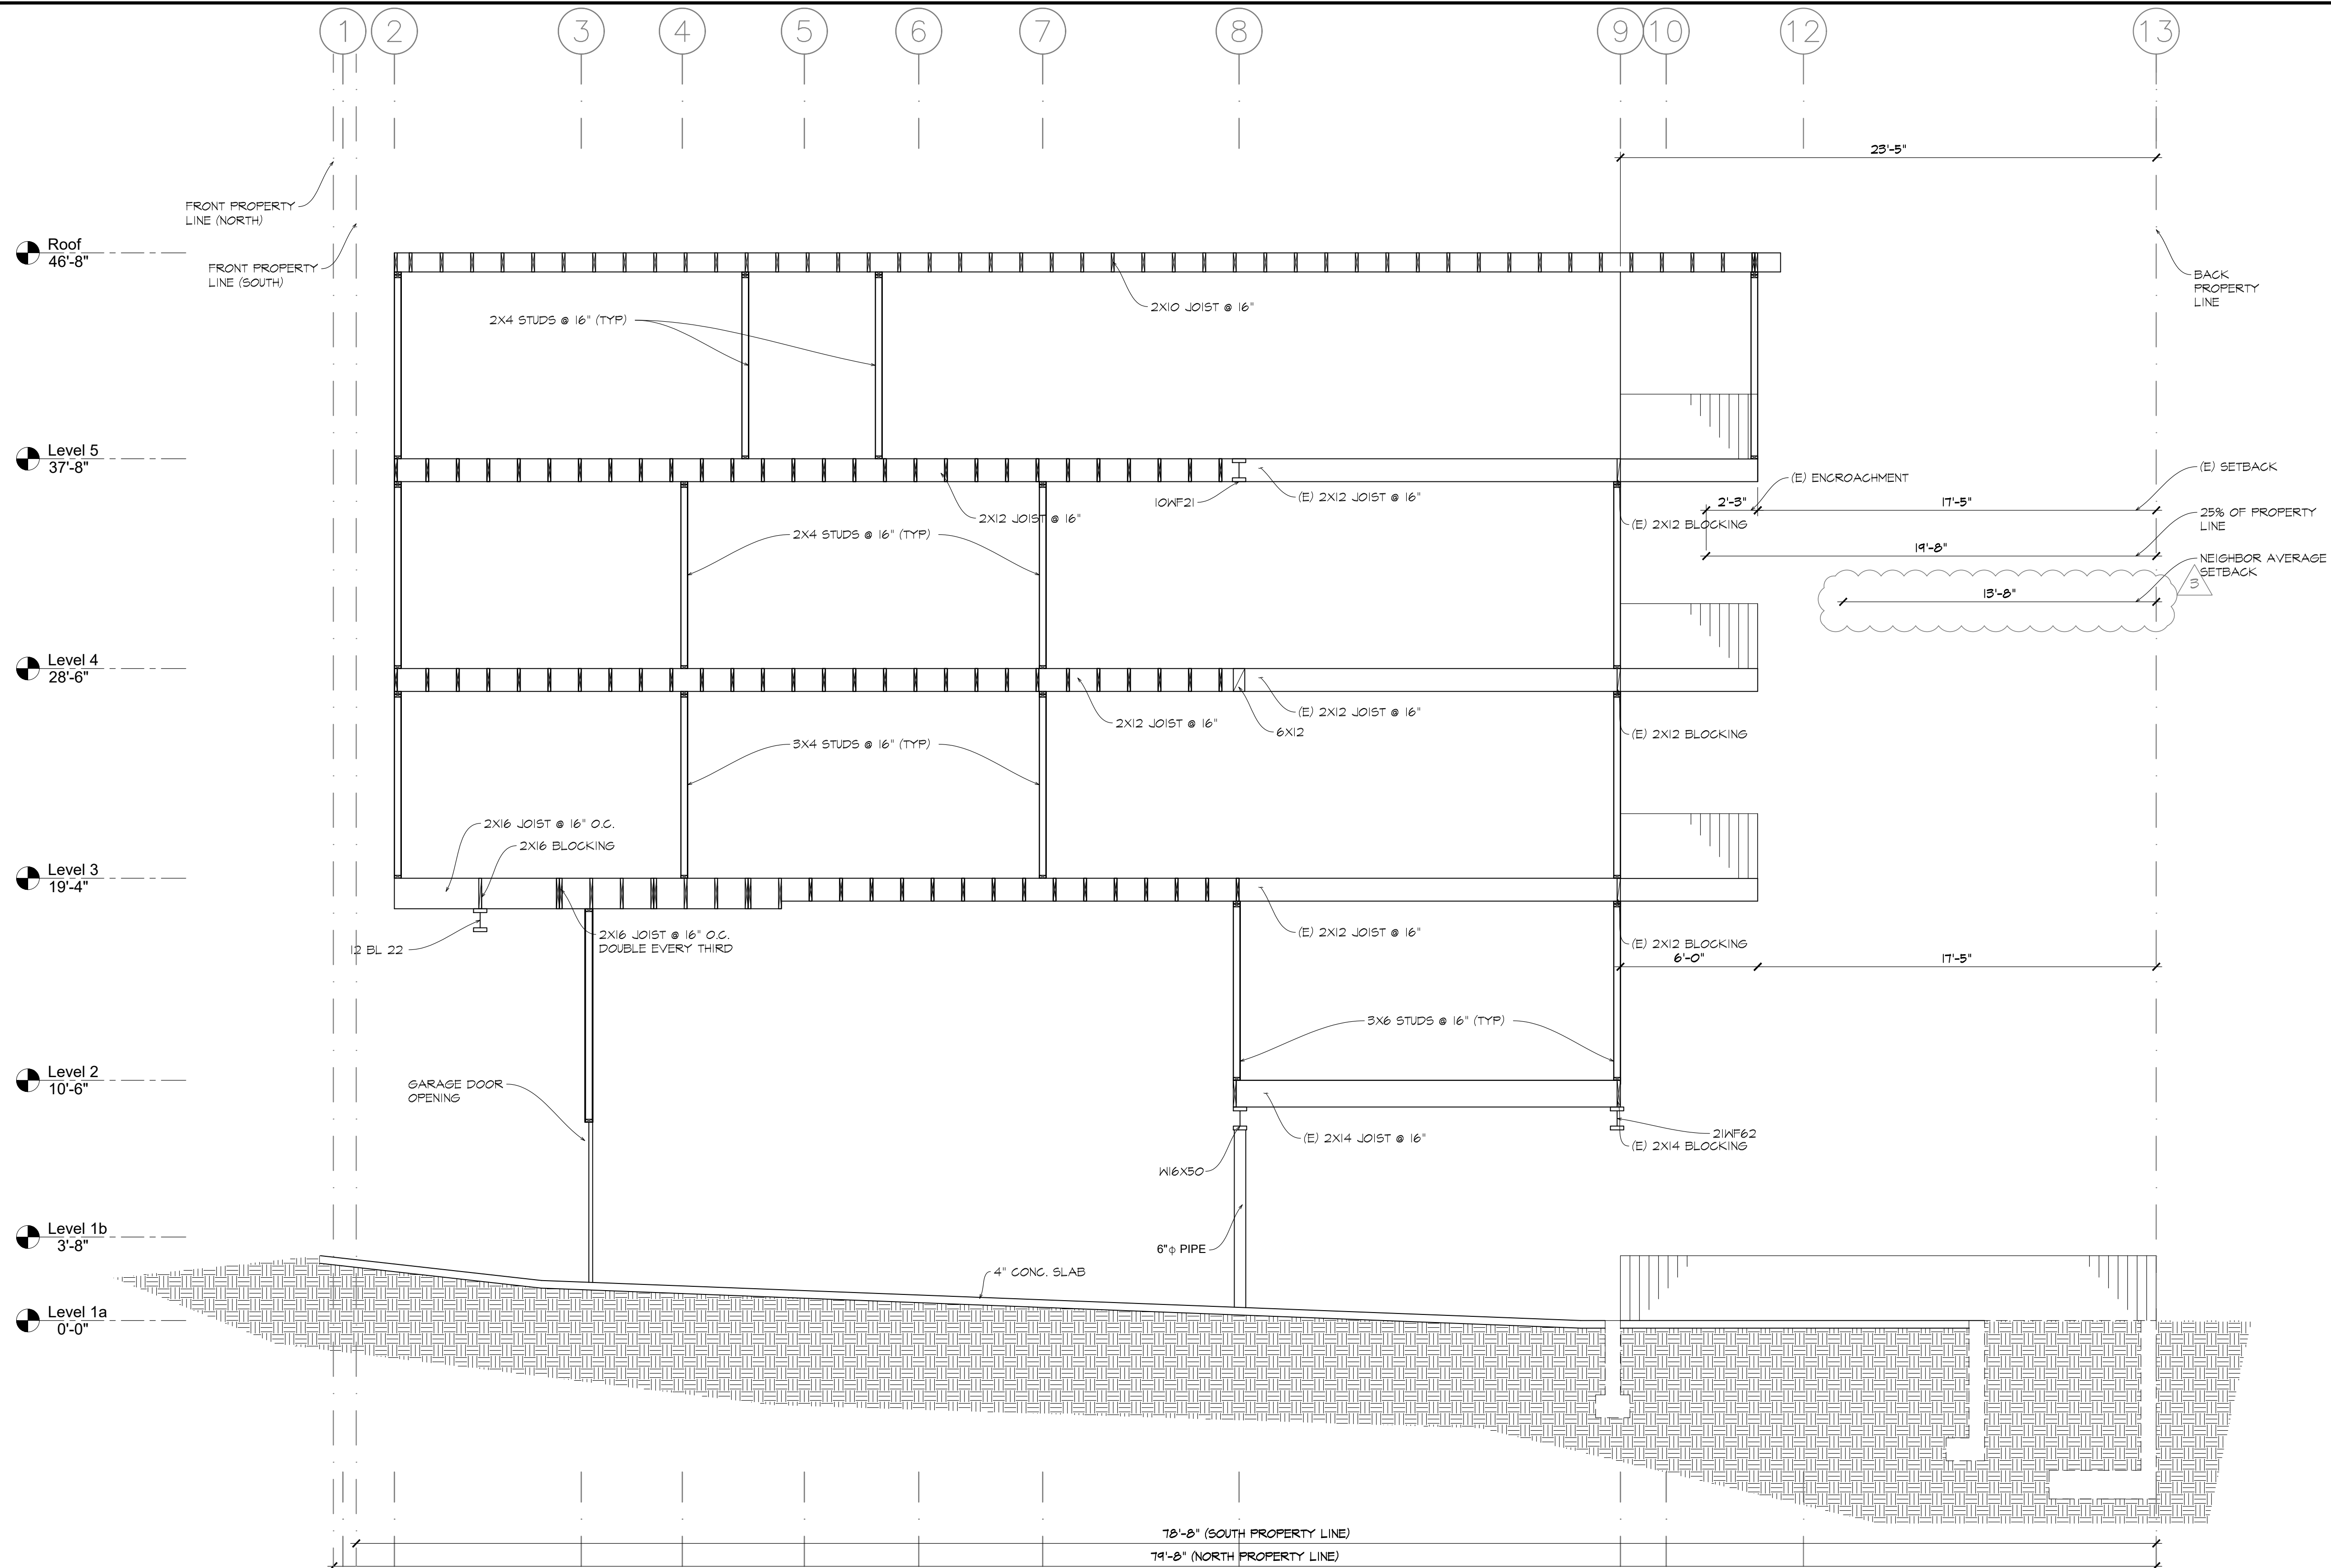 1 2 3 4 5 6 7 8 9 10 12 13
23'-5"
FRONT PROPERTY
LINE (NORTH)
FRONT PROPERTY
LINE (SOUTH)
Roof
46'-8"
BACK
PROPERTY
LINE
2X10 JOIST @ 16"
2X4 STUDS @ 16" (TYP)
Level 5
37'-8"
(E) SETBACK
(E) ENCROACHMENT
10WF21
(E) 2X12 JOIST @ 16"
2'-3"
17'-5"
2X12 JOIST @ 16"
(E) 2X12 BLOCKING
25% OF PROPERTY
LINE
2X4 STUDS @ 16" (TYP)
19'-8"
NEIGHBOR AVERAGE
SETBACK
3
13'-8"
Level 4
28'-6"
2X12 JOIST @ 16"
(E) 2X12 JOIST @ 16"
6X12
(E) 2X12 BLOCKING
3X4 STUDS @ 16" (TYP)
2X16 JOIST @ 16" O.C.
2X16 BLOCKING
Level 3
19'-4"
12 BL 22
2X16 JOIST @ 16" O.C.
DOUBLE EVERY THIRD
(E) 2X12 JOIST @ 16"
(E) 2X12 BLOCKING
6'-0"
17'-5"
3X6 STUDS @ 16" (TYP)
Level 2
10'-6"
GARAGE DOOR
OPENING
21WF62
(E) 2X14 JOIST @ 16"
(E) 2X14 BLOCKING
W16X50
Level 1b
3'-8"
6"ϕ PIPE
4" CONC. SLAB
Level 1a
0'-0"
78'-8" (SOUTH PROPERTY LINE)
79'-8" (NORTH PROPERTY LINE)